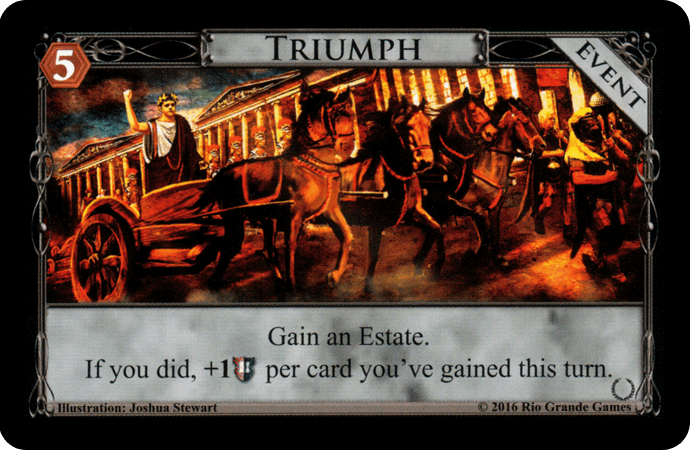 5
TRIUMPH
EVENT
Gain an Estate.
If you did, +1 per card you've gained this turn.
Illustration: Joshua Stewart
© 2016 Rio Grande Games